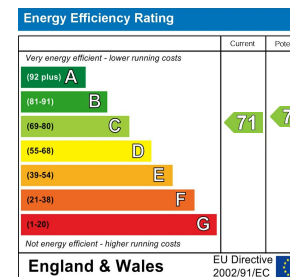 Energy Efficiency Rating
Current
Very energy efficient - lower running costs
(92 plus) A
(81-91) B
(69-80) C 71
(55-68) D
(39-54) E
(21-38) F
(1-20) G
Not energy efficient - higher running costs
England & Wales
EU Directive
2002/91/EC